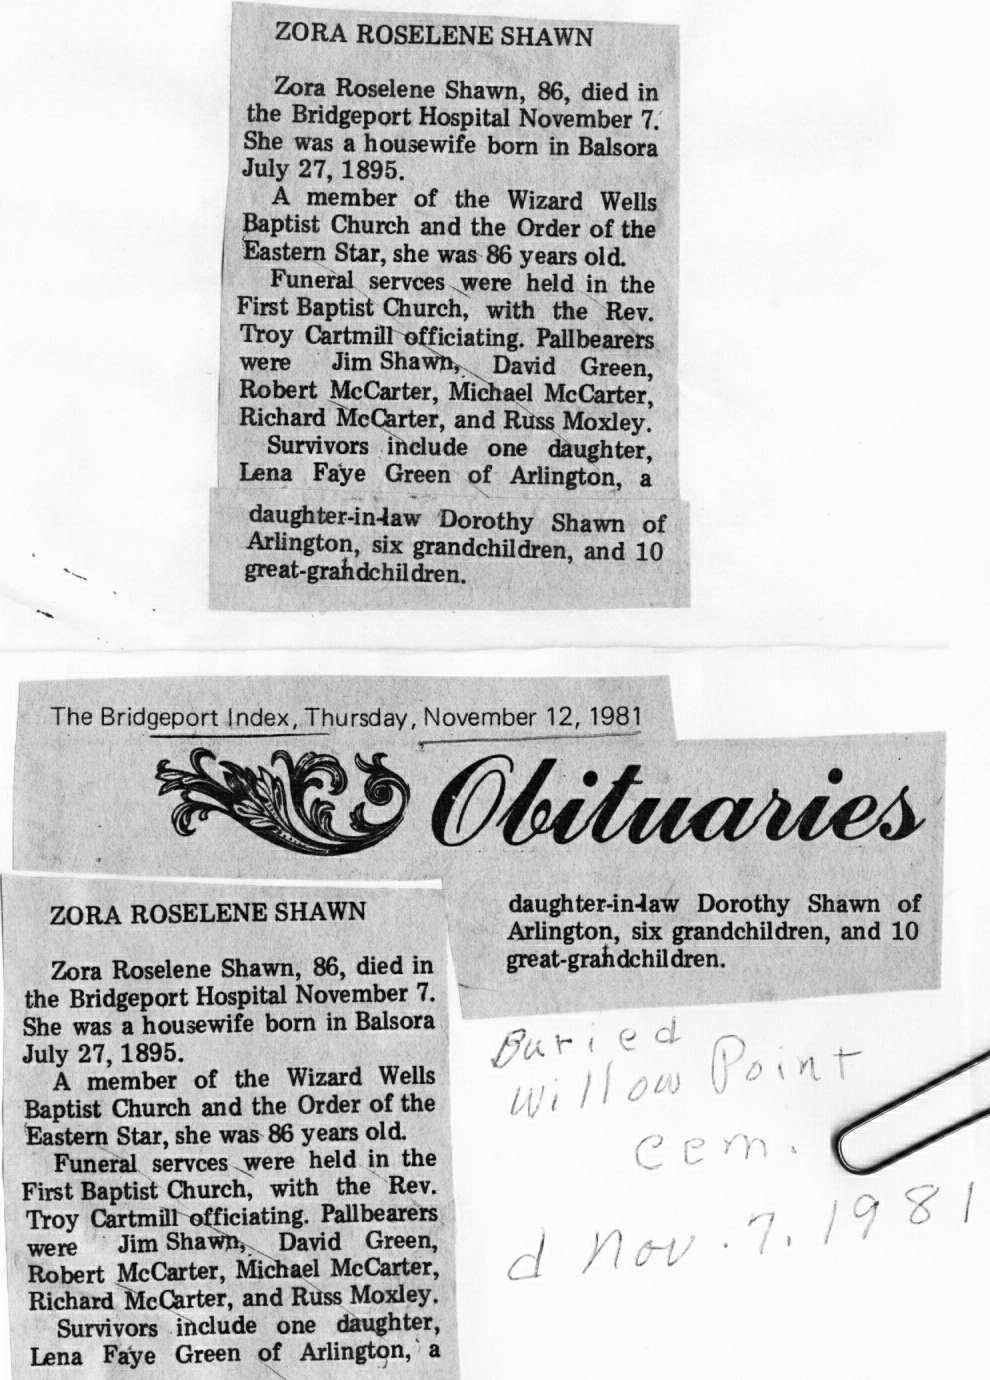 ZORA ROSELENE SHAWN
Zora Roselene Shawn, 86, died in
the Bridgeport Hospital November 7.
She was a housewife born in Balsora
July 27, 1895.
A member of the Wizard Wells
Baptist Church and the Order of the
Eastern Star, she was 86 years old.
Funeral servces were held in the
First Baptist Church, with the Rev.
Troy Cartmill officiating. Pallbearers
were Jim Shawn, David Green,
Robert McCarter, Michael McCarter,
Richard McCarter, and Russ Moxley.
Survivors include one daughter,
Lena Faye Green of Arlington, a
daughter-in-law Dorothy Shawn of
Arlington, six grandchildren, and 10
great-grandchildren.
The Bridgeport Index, Thursday, November 12, 1981
Obituaries
ZORA ROSELENE SHAWN
Zora Roselene Shawn, 86, died in
the Bridgeport Hospital November 7.
She was a housewife born in Balsora
July 27, 1895.
A member of the Wizard Wells
Baptist Church and the Order of the
Eastern Star, she was 86 years old.
Funeral servces were held in the
First Baptist Church, with the Rev.
Troy Cartmill officiating. Pallbearers
were Jim Shawn, David Green,
Robert McCarter, Michael McCarter,
Richard McCarter, and Russ Moxley.
Survivors include one daughter,
Lena Faye Green of Arlington, a
daughter-in-law Dorothy Shawn of
Arlington, six grandchildren, and 10
great-grandchildren.
Buried
Willow Point
cem.
d Nov. 7. 1981